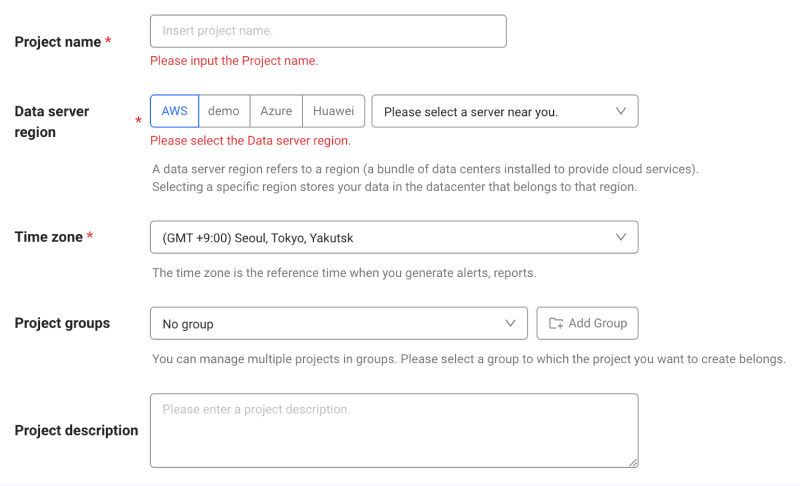 Project name *
Insert project name.
Please input the Project name.
Data server
region
*
AWS demo Azure Huawei Please select a server near you.
Please select the Data server region.
A data server region refers to a region (a bundle of data centers installed to provide cloud services).
Selecting a specific region stores your data in the datacenter that belongs to that region.
Time zone *
(GMT +9:00) Seoul, Tokyo, Yakutsk
The time zone is the reference time when you generate alerts, reports.
Project groups
No group
Add Group
You can manage multiple projects in groups. Please select a group to which the project you want to create belongs.
Project description
Please enter a project description.